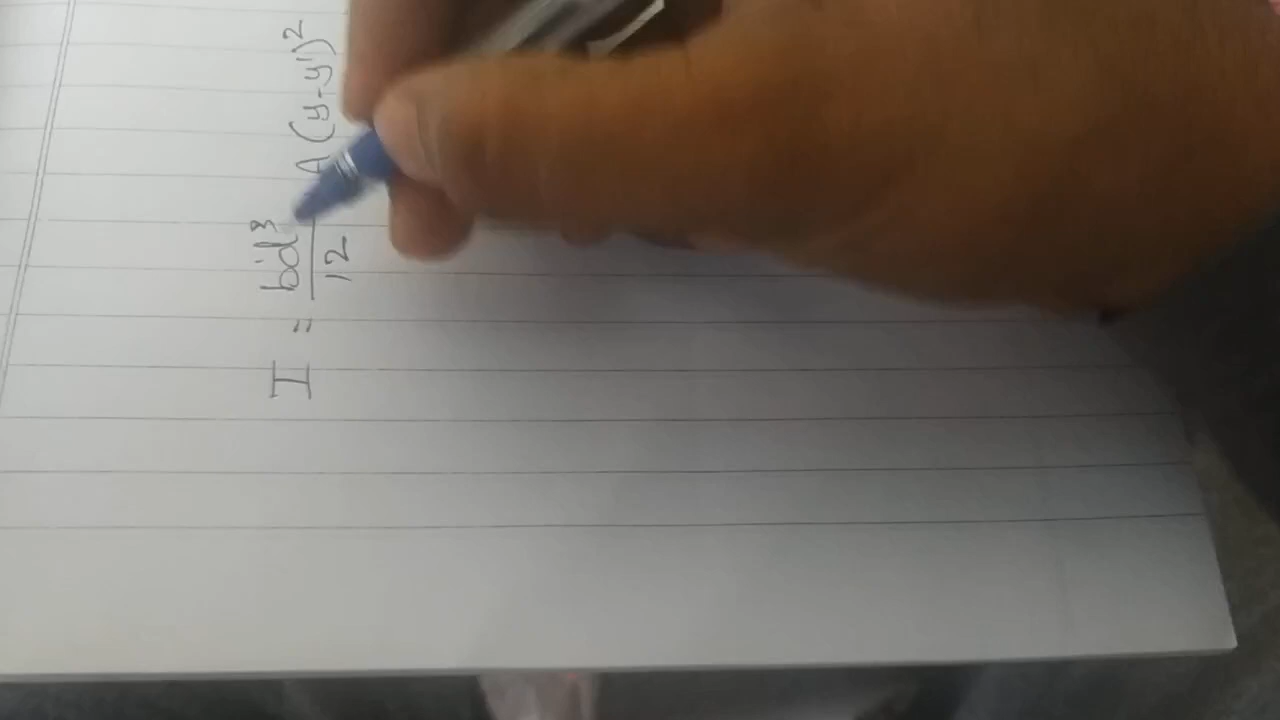 I = bd³/12 A(y-y')²